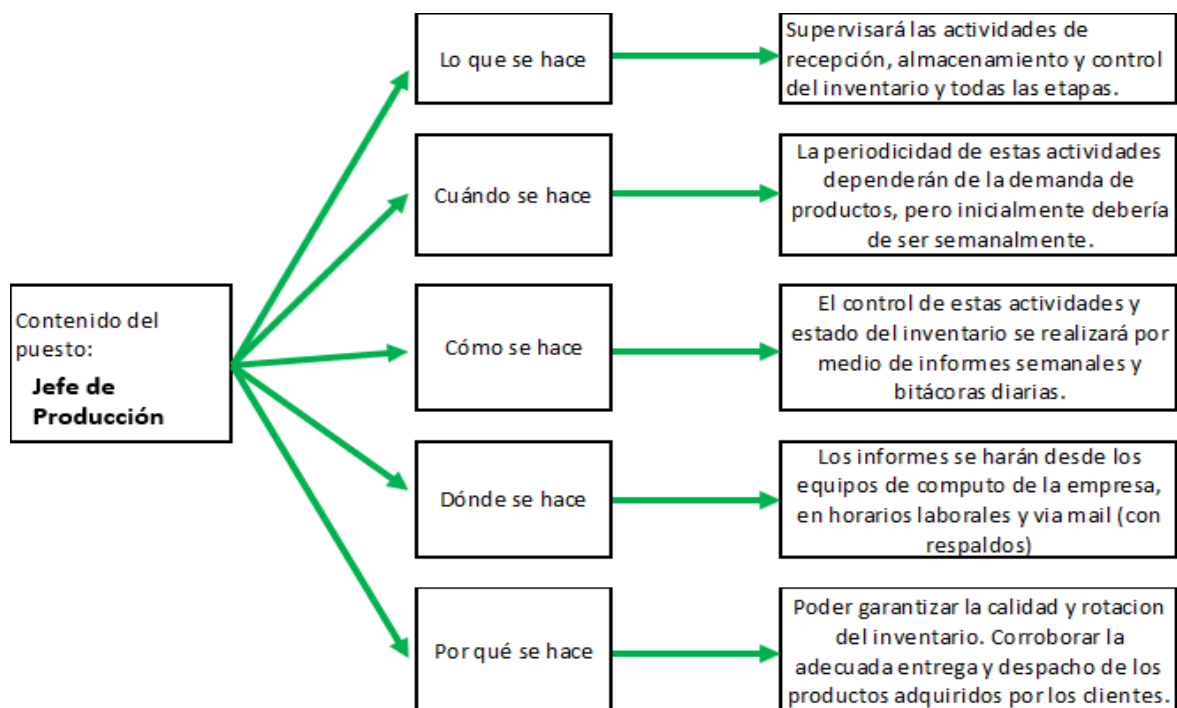 Contenido del
puesto:
Jefe de
Producción
Lo que se hace
Supervisará las actividades de
recepción, almacenamiento y control
del inventario y todas las etapas.
Cuándo se hace
La periodicidad de estas actividades
dependerán de la demanda de
productos, pero inicialmente debería
de ser semanalmente.
Cómo se hace
El control de estas actividades y
estado del inventario se realizará por
medio de informes semanales y
bitácoras diarias.
Dónde se hace
Los informes se harán desde los
equipos de computo de la empresa,
en horarios laborales y via mail (con
respaldos)
Por qué se hace
Poder garantizar la calidad y rotacion
del inventario. Corroborar la
adecuada entrega y despacho de los
productos adquiridos por los clientes.